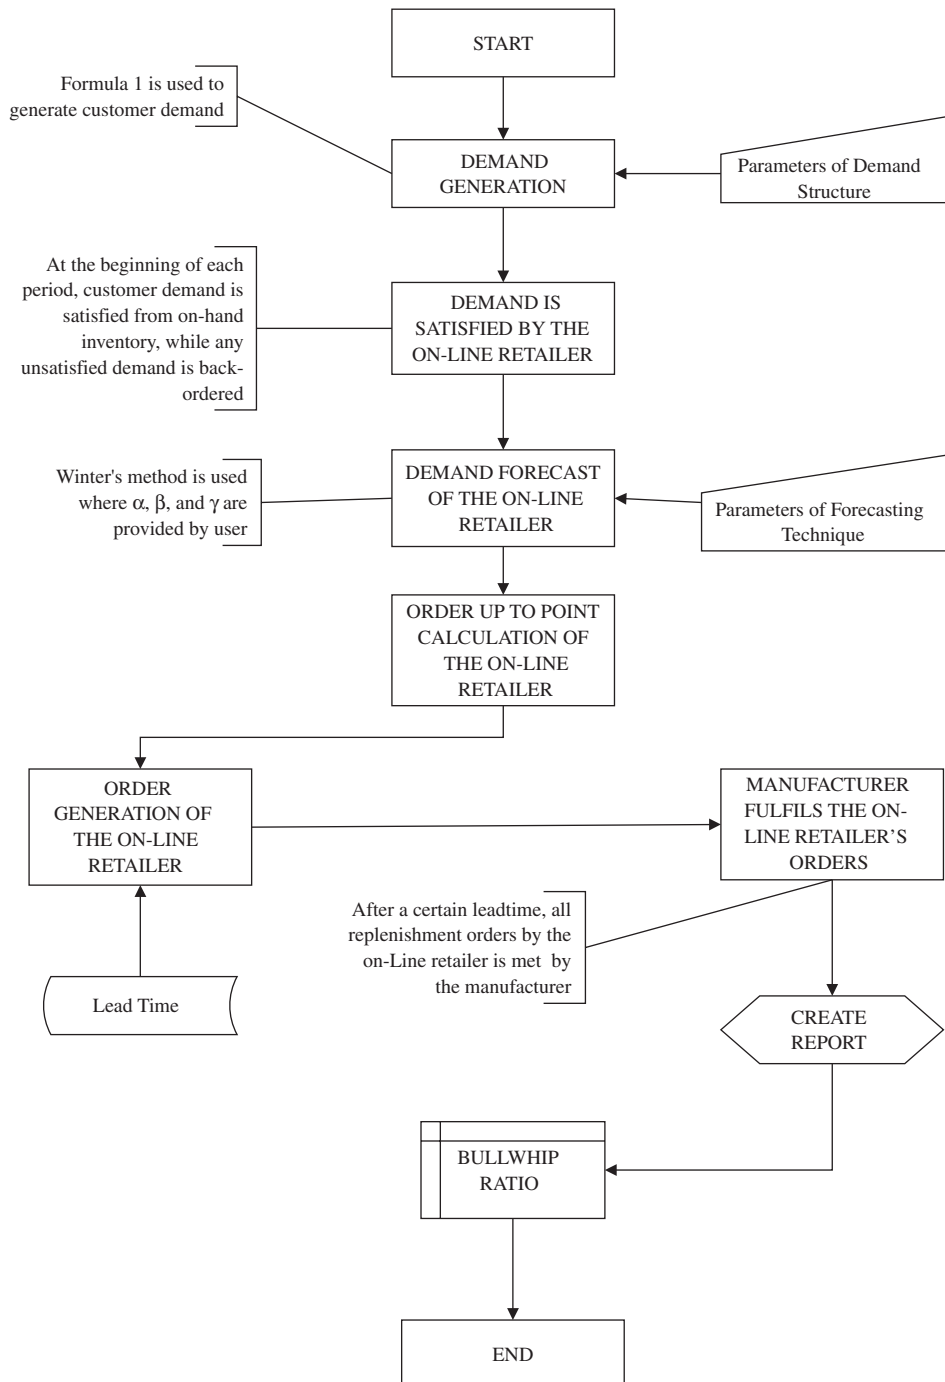 START
Formula 1 is used to
generate customer demand
DEMAND
GENERATION
Parameters of Demand
Structure
At the beginning of each
period, customer demand is
satisfied from on-hand
inventory, while any
unsatisfied demand is back-
ordered
DEMAND IS
SATISFIED BY THE
ON-LINE RETAILER
Winter's method is used
where α, β, and γ are
provided by user
DEMAND FORECAST
OF THE ON-LINE
RETAILER
Parameters of Forecasting
Technique
ORDER UP TO POINT
CALCULATION OF
THE ON-LINE
RETAILER
ORDER
GENERATION OF
THE ON-LINE
RETAILER
MANUFACTURER
FULFILS THE ON-
LINE RETAILER’S
ORDERS
After a certain leadtime, all
replenishment orders by the
on-Line retailer is met by
the manufacturer
Lead Time
CREATE
REPORT
BULLWHIP
RATIO
END